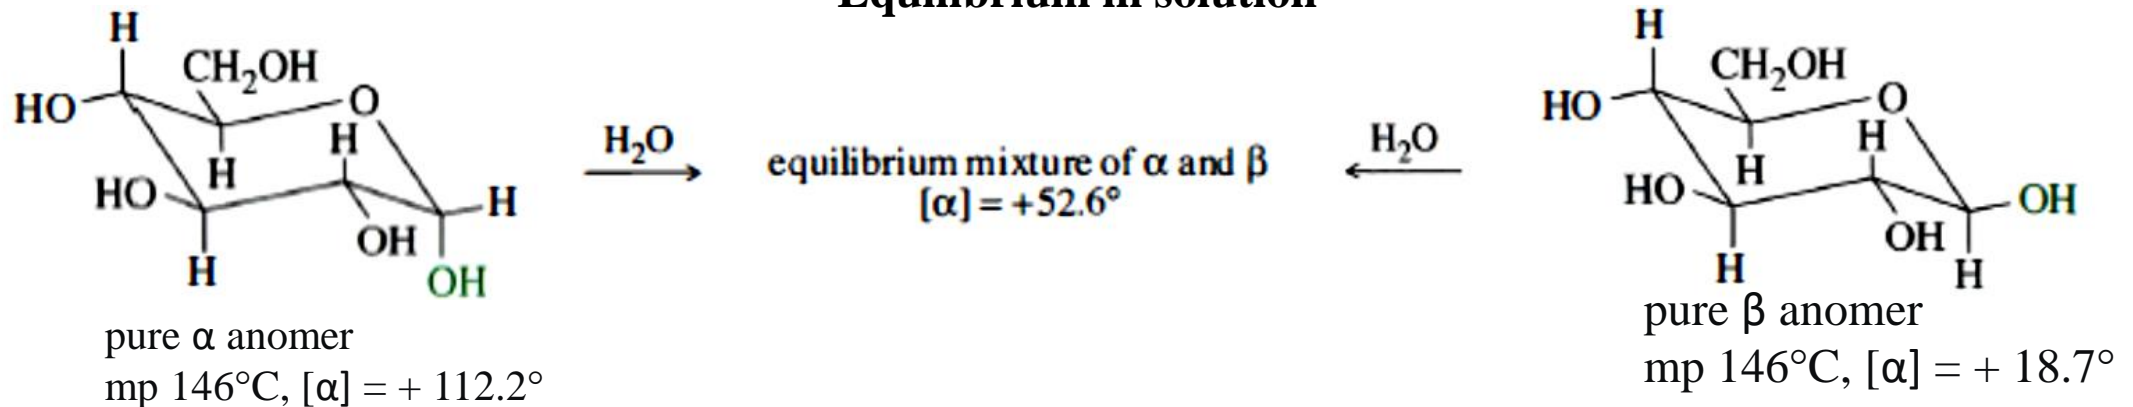 Equilibrium in solution
H
CH₂OH
HO
O
H
H
HO
H
OH
H
OH
pure α anomer
mp 146°C, [α] = + 112.2°
H₂O
equilibrium mixture of α and β
[α] = +52.6°
H₂O
H
CH₂OH
HO
O
H
H
HO
OH
OH
H
H
pure β anomer
mp 146°C, [α] = + 18.7°